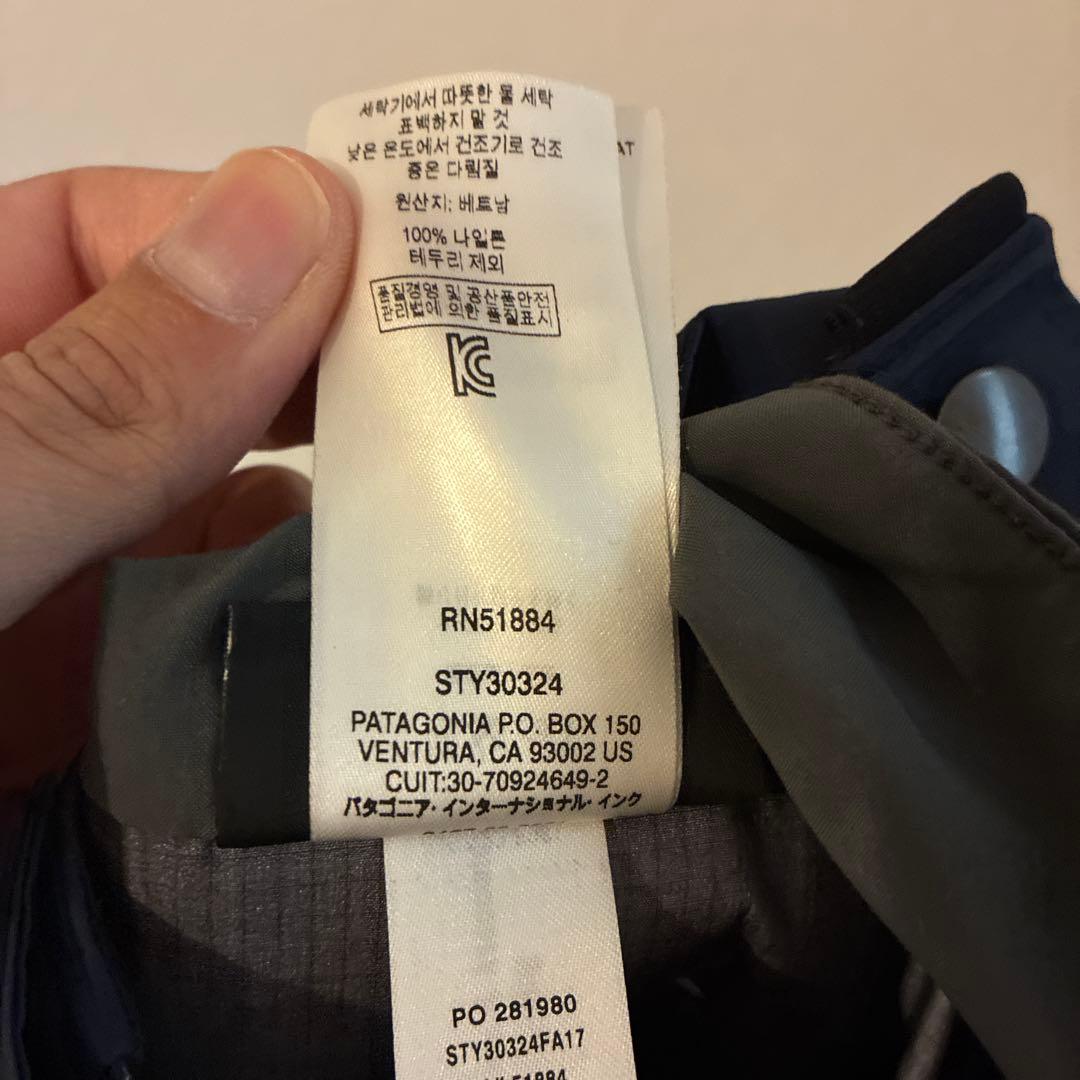 세탁기에서 따뜻한 물 세탁
표백하지 말 것
낮은 온도에서 건조기로 건조
중온 다림질
원산지: 베트남
100% 나일론
테두리 제외
품질경영 및 공산품안전
관리법에 의한 품질표시
KC
AT
RN51884
STY30324
PATAGONIA P.O. BOX 150
VENTURA, CA 93002 US
CUIT:30-70924649-2
パタゴニア・インターナショナル・インク
PO 281980
STY30324FA17
51884